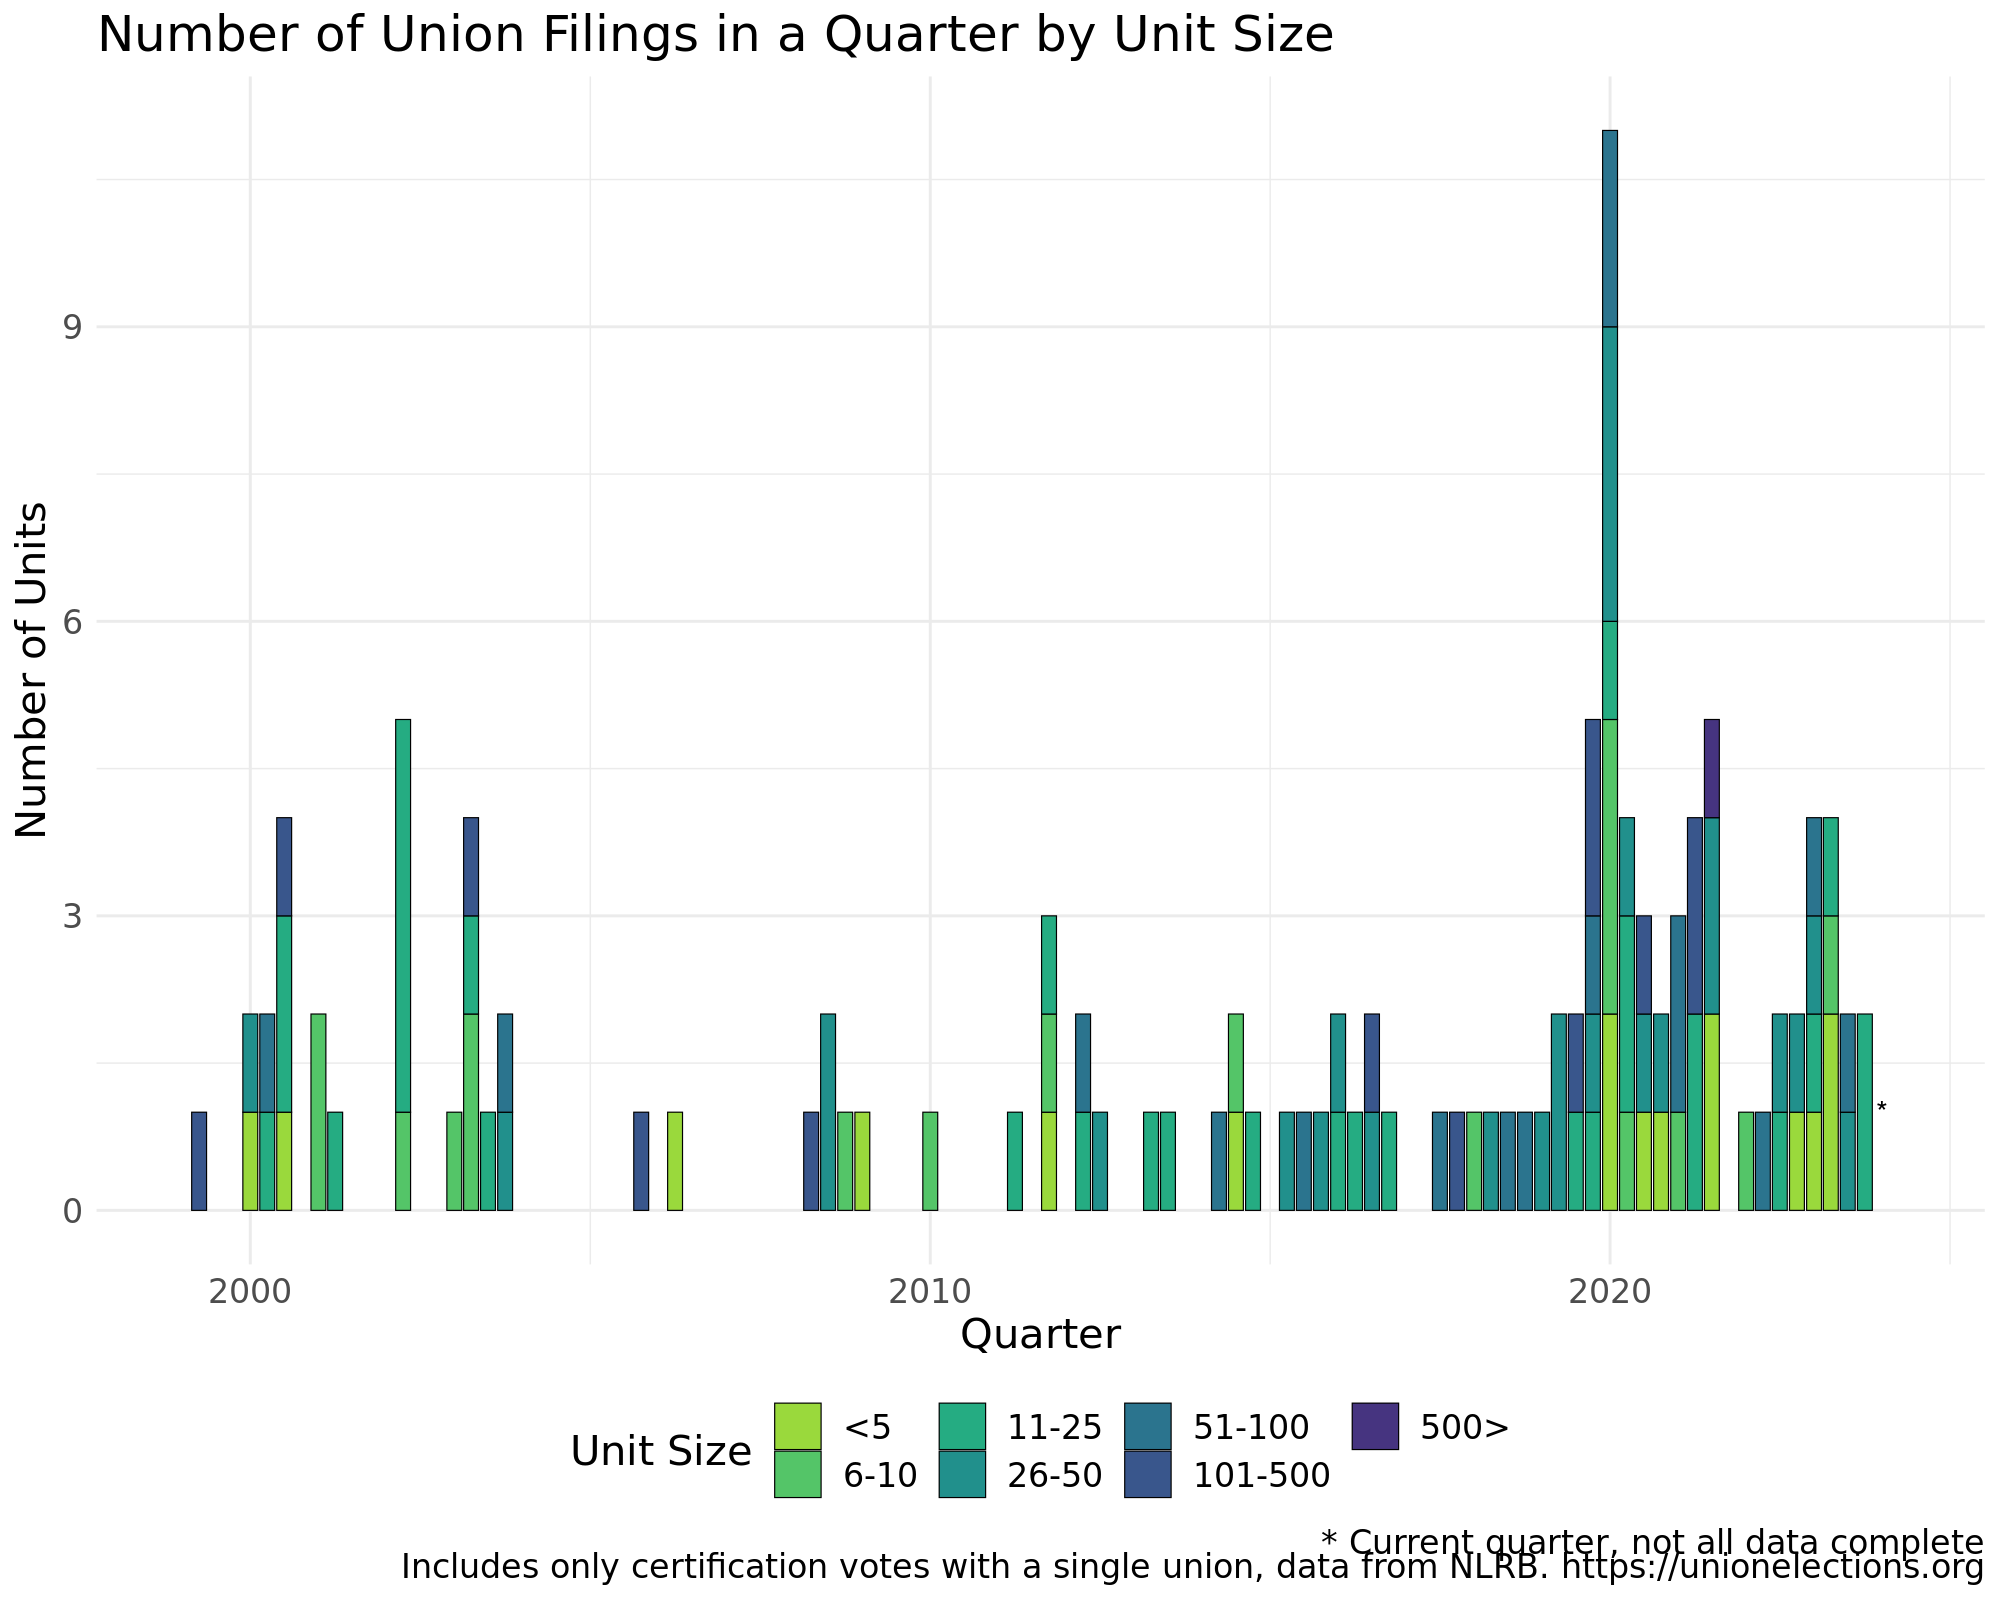 Number of Union Filings in a Quarter by Unit Size
Number of Units
9
6
3
0
*
2000 2010 2020
Quarter
Unit Size
<5 11-25 51-100 500>
6-10 26-50 101-500
* Current quarter, not all data complete
Includes only certification votes with a single union, data from NLRB. https://unionelections.org